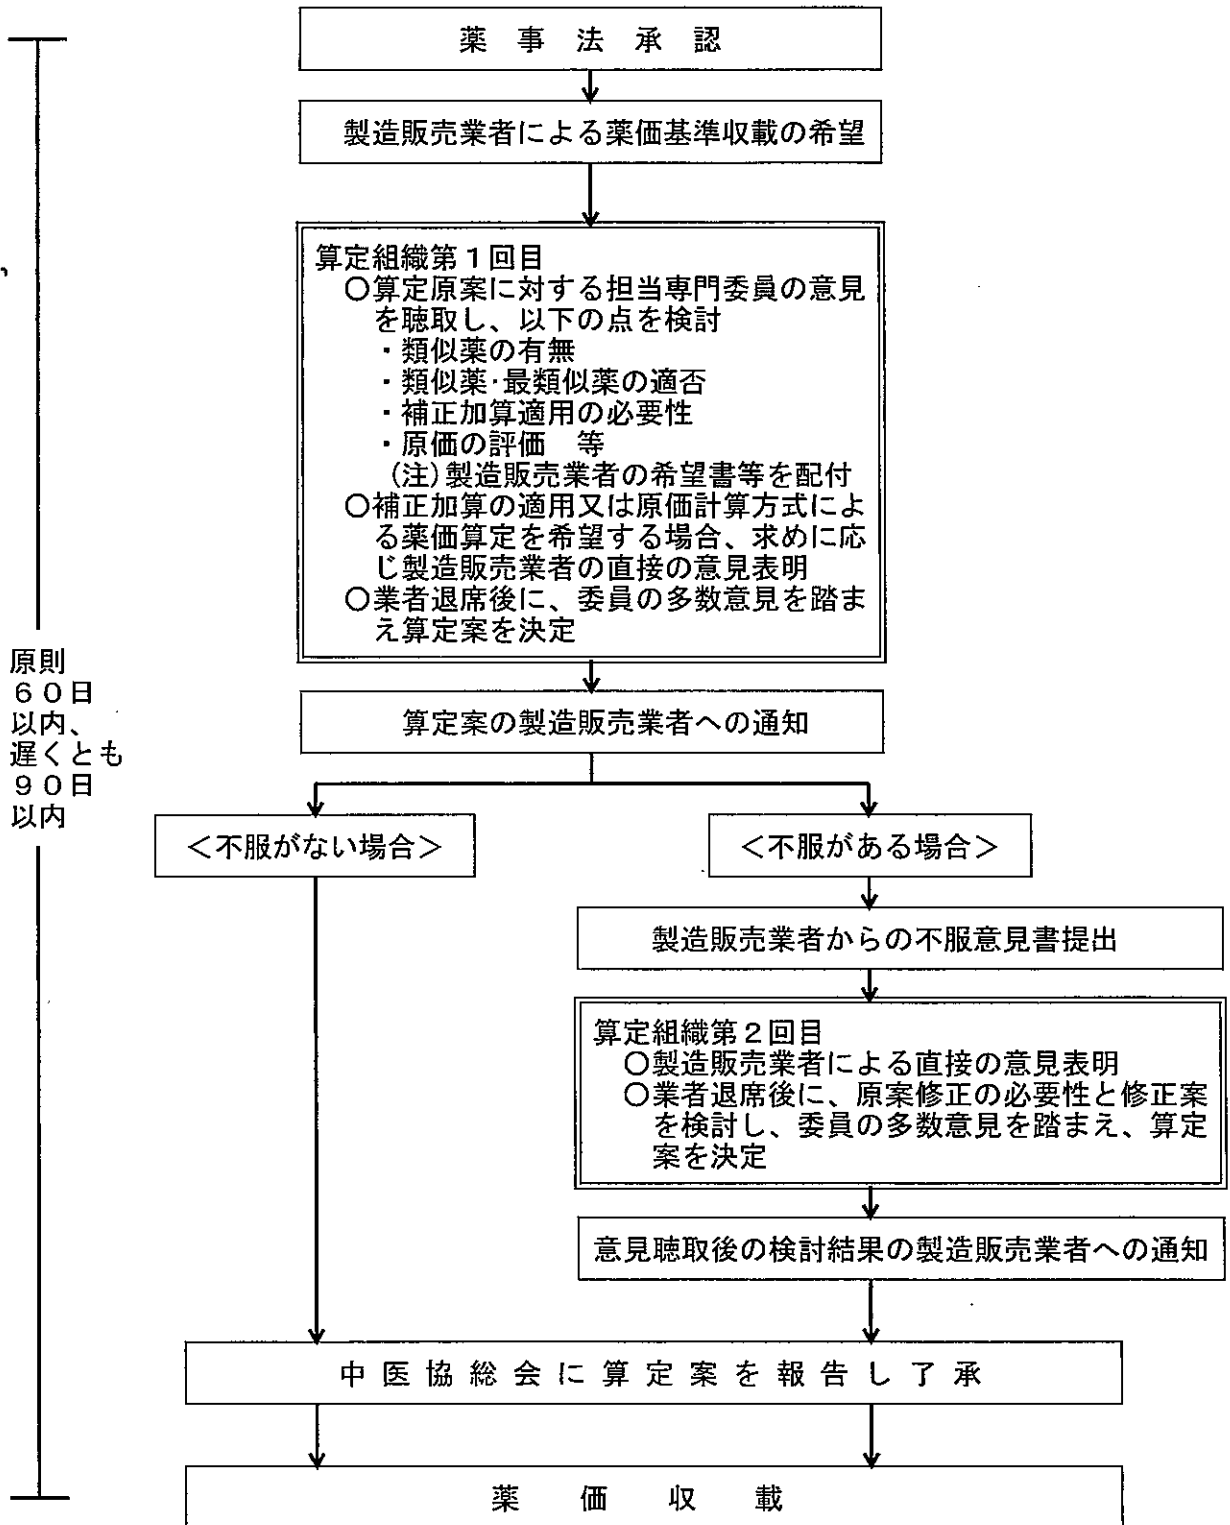 薬事法承認
製造販売業者による薬価基準収載の希望
算定組織第1回目
○算定原案に対する担当専門委員の意見
を聴取し、以下の点を検討
・類似薬の有無
・類似薬・最類似薬の適否
・補正加算適用の必要性
・原価の評価　等
(注)製造販売業者の希望書等を配付
○補正加算の適用又は原価計算方式によ
る薬価算定を希望する場合、求めに応
じ製造販売業者の直接の意見表明
○業者退席後に、委員の多数意見を踏ま
え算定案を決定
原則
60日
以内、
遅くとも
90日
以内
算定案の製造販売業者への通知
<不服がない場合>
<不服がある場合>
製造販売業者からの不服意見書提出
算定組織第2回目
○製造販売業者による直接の意見表明
○業者退席後に、原案修正の必要性と修正案
を検討し、委員の多数意見を踏まえ、算定
案を決定
意見聴取後の検討結果の製造販売業者への通知
中医協総会に算定案を報告し了承
薬価収載